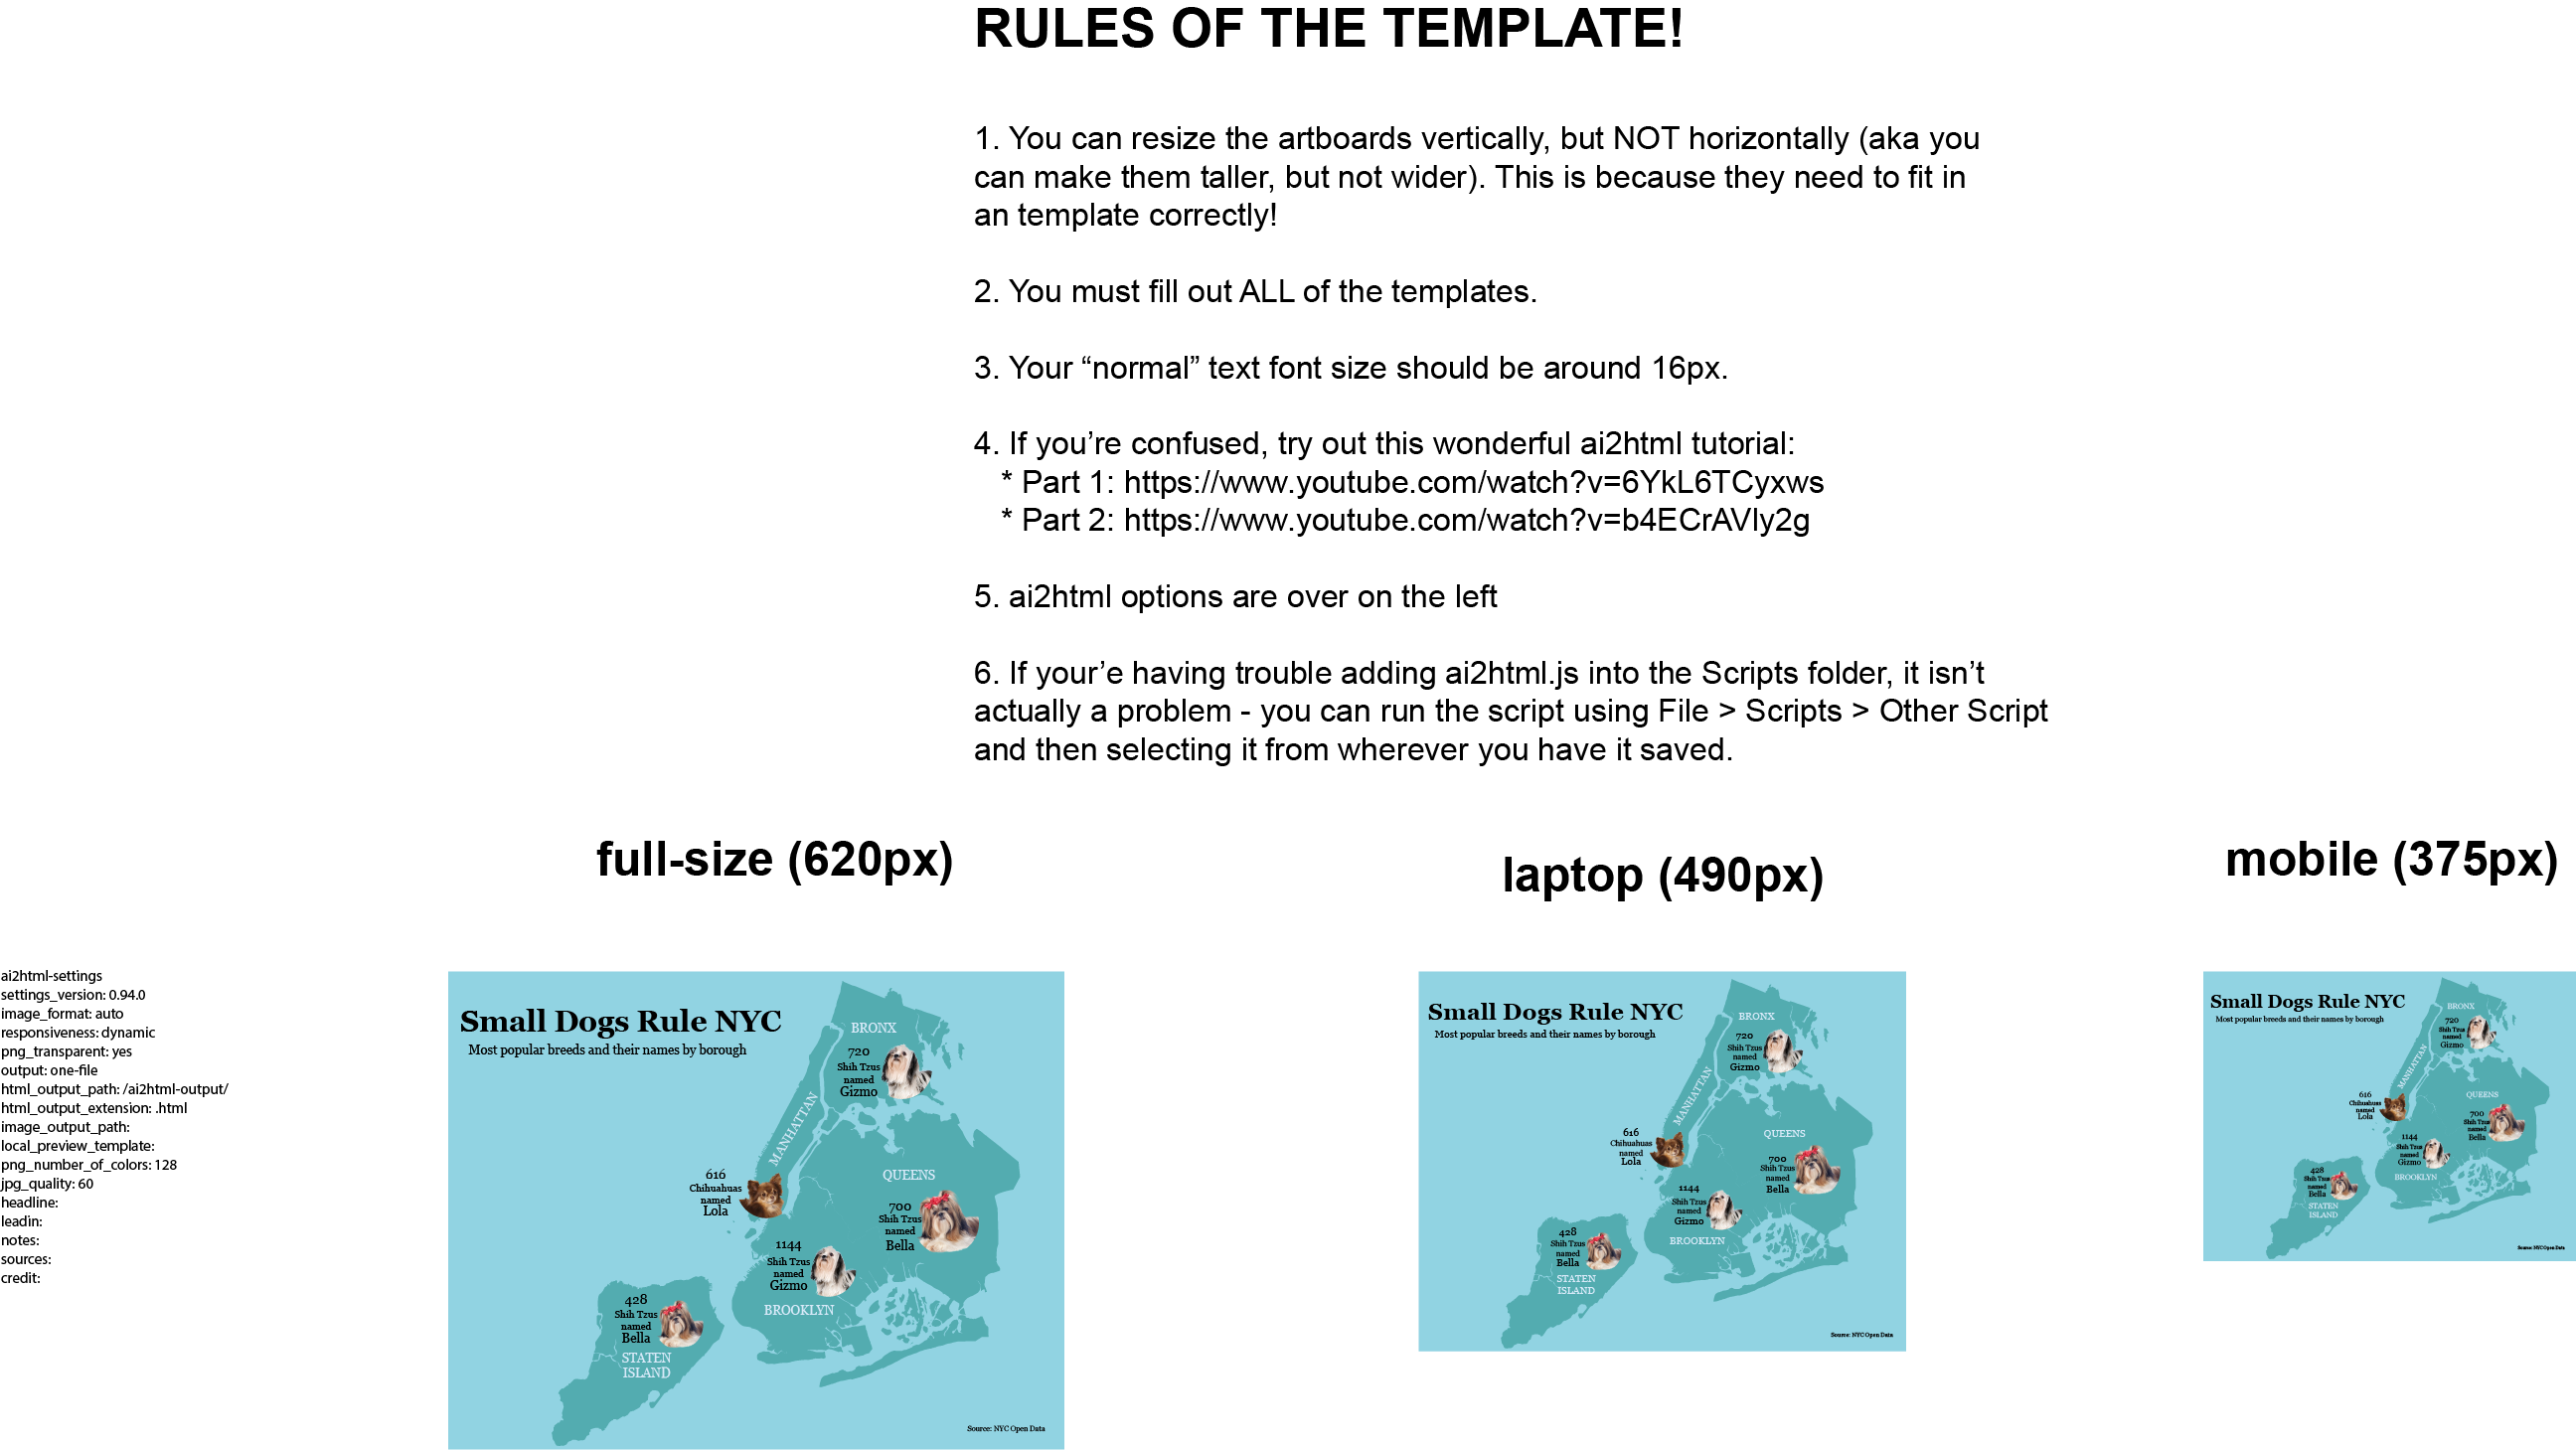 RULES OF THE TEMPLATE!
1. You can resize the artboards vertically, but NOT horizontally (aka you
can make them taller, but not wider). This is because they need to fit in
an template correctly!
2. You must fill out ALL of the templates.
3. Your “normal” text font size should be around 16px.
4. If you’re confused, try out this wonderful ai2html tutorial:
* Part 1: https://www.youtube.com/watch?v=6YkL6TCyxws
* Part 2: https://www.youtube.com/watch?v=b4ECrAVIy2g
5. ai2html options are over on the left
6. If your’e having trouble adding ai2html.js into the Scripts folder, it isn’t
actually a problem - you can run the script using File > Scripts > Other Script
and then selecting it from wherever you have it saved.
full-size (620px)
laptop (490px)
mobile (375px)
ai2html-settings
settings_version: 0.94.0
image_format: auto
responsiveness: dynamic
png_transparent: yes
output: one-file
html_output_path: /ai2html-output/
html_output_extension: .html
image_output_path:
local_preview_template:
png_number_of_colors: 128
jpg_quality: 60
headline:
leadin:
notes:
sources:
credit:
Small Dogs Rule NYC
Most popular breeds and their names by borough
BRONX
720
Shih Tzus
named
Gizmo
MANHATTAN
616
Chihuahuas
named
Lola
QUEENS
700
Shih Tzus
named
Bella
1144
Shih Tzus
named
Gizmo
BROOKLYN
428
Shih Tzus
named
Bella
STATEN
ISLAND
Source: NYC Open Data
Small Dogs Rule NYC
Most popular breeds and their names by borough
BRONX
720
Shih Tzus
named
Gizmo
MANHATTAN
616
Chihuahuas
named
Lola
QUEENS
700
Shih Tzus
named
Bella
1144
Shih Tzus
named
Gizmo
BROOKLYN
428
Shih Tzus
named
Bella
STATEN
ISLAND
Source: NYC Open Data
Small Dogs Rule NYC
Most popular breeds and their names by borough
BRONX
720
Shih Tzus
named
Gizmo
MANHATTAN
616
Chihuahuas
named
Lola
QUEENS
700
Shih Tzus
named
Bella
1144
Shih Tzus
named
Gizmo
BROOKLYN
428
Shih Tzus
named
Bella
STATEN
ISLAND
Source: NYC Open Data